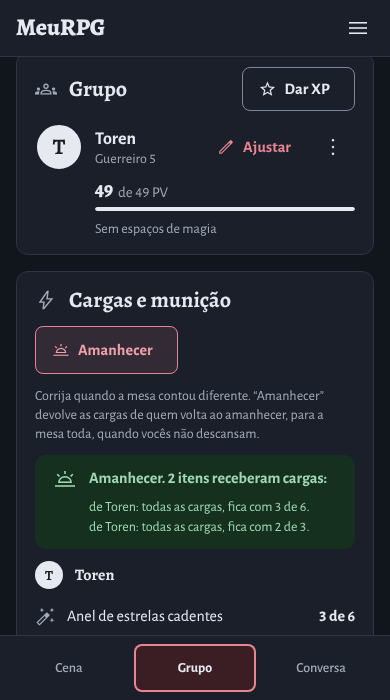 MeuRPG
Grupo
Dar XP
T
Toren
Guerreiro 5
Ajustar
49 de 49 PV
Sem espaços de magia
Cargas e munição
Amanhecer
Corrija quando a mesa contou diferente. “Amanhecer”
devolve as cargas de quem volta ao amanhecer, para a
mesa toda, quando vocês não descansam.
Amanhecer. 2 itens receberam cargas:
de Toren: todas as cargas, fica com 3 de 6.
de Toren: todas as cargas, fica com 2 de 3.
T Toren
Anel de estrelas cadentes 3 de 6
Cena
Grupo
Conversa